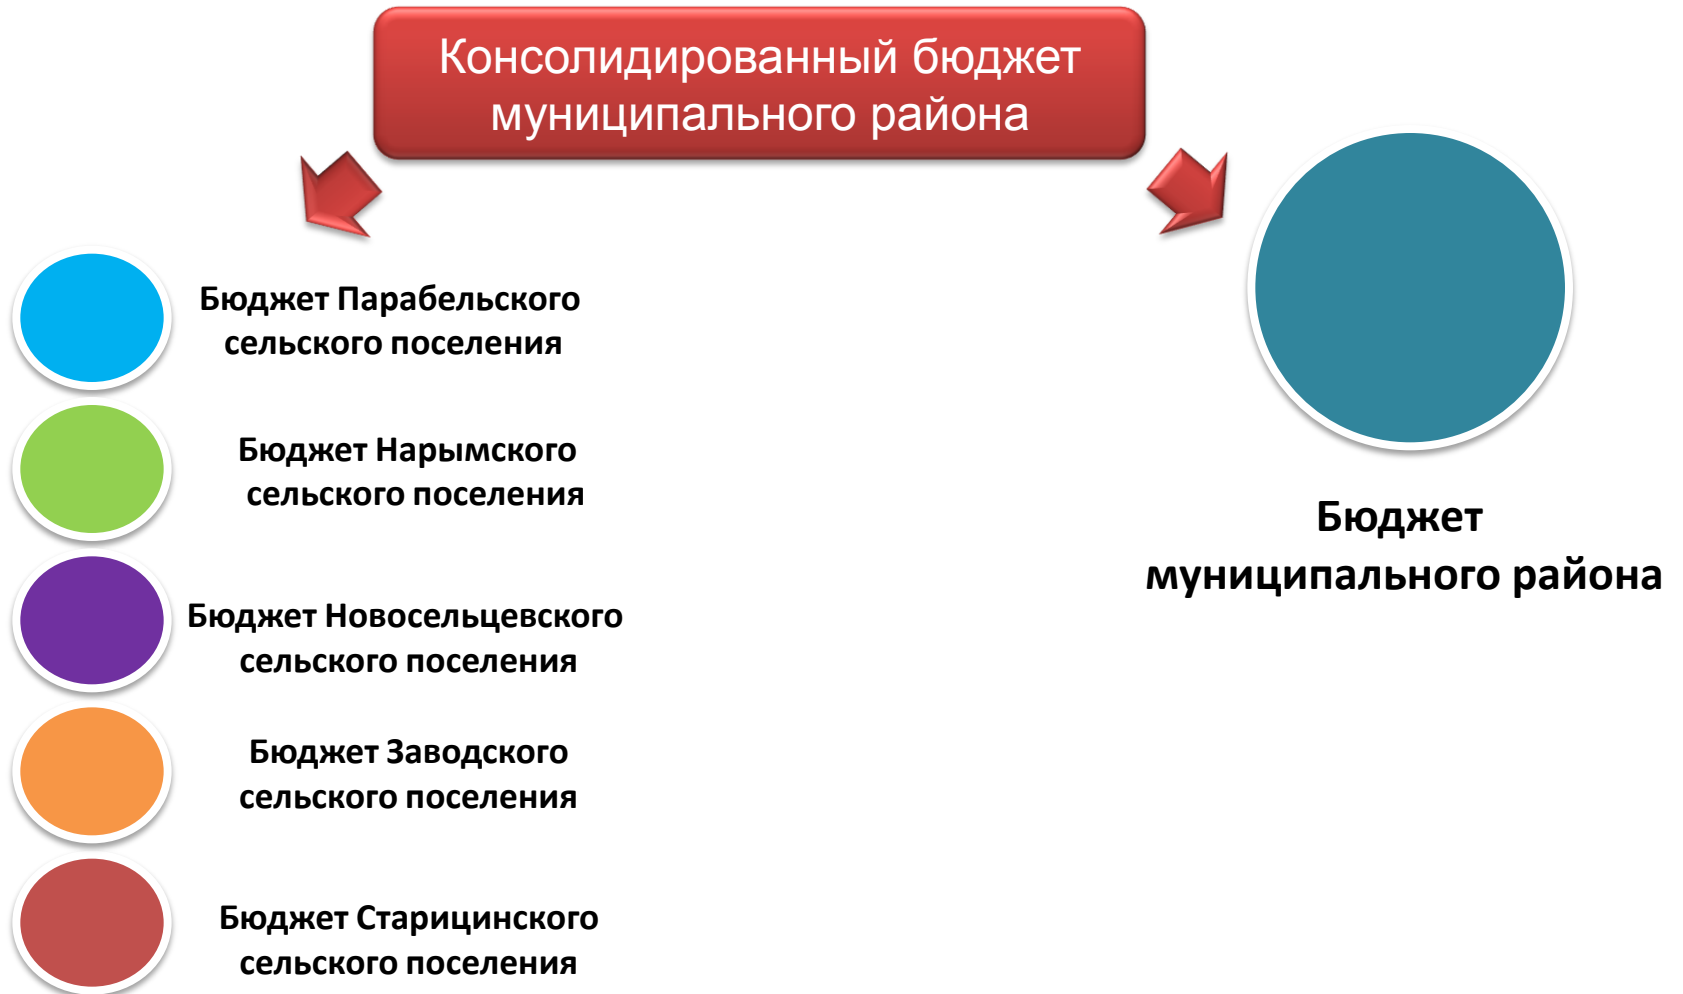 Консолидированный бюджет
муниципального района
Бюджет Парабельского
сельского поселения
Бюджет Нарымского
сельского поселения
Бюджет Новосельцевского
сельского поселения
Бюджет Заводского
сельского поселения
Бюджет Старицинского
сельского поселения
Бюджет
муниципального района